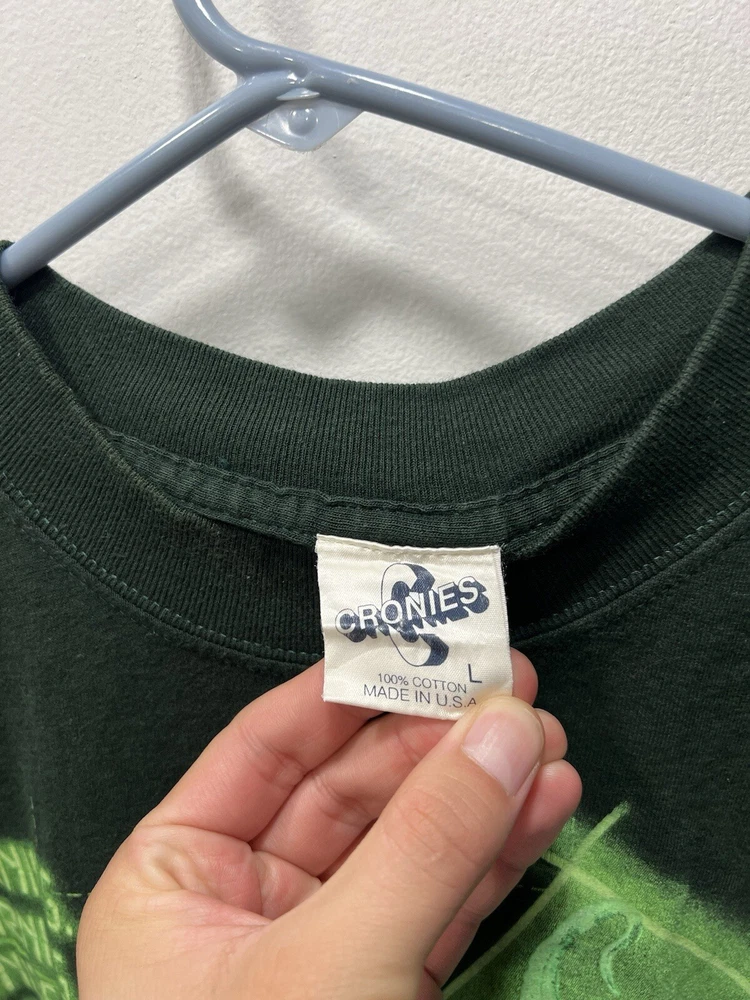 CRONIES
L
100% COTTON
MADE IN U.S.A